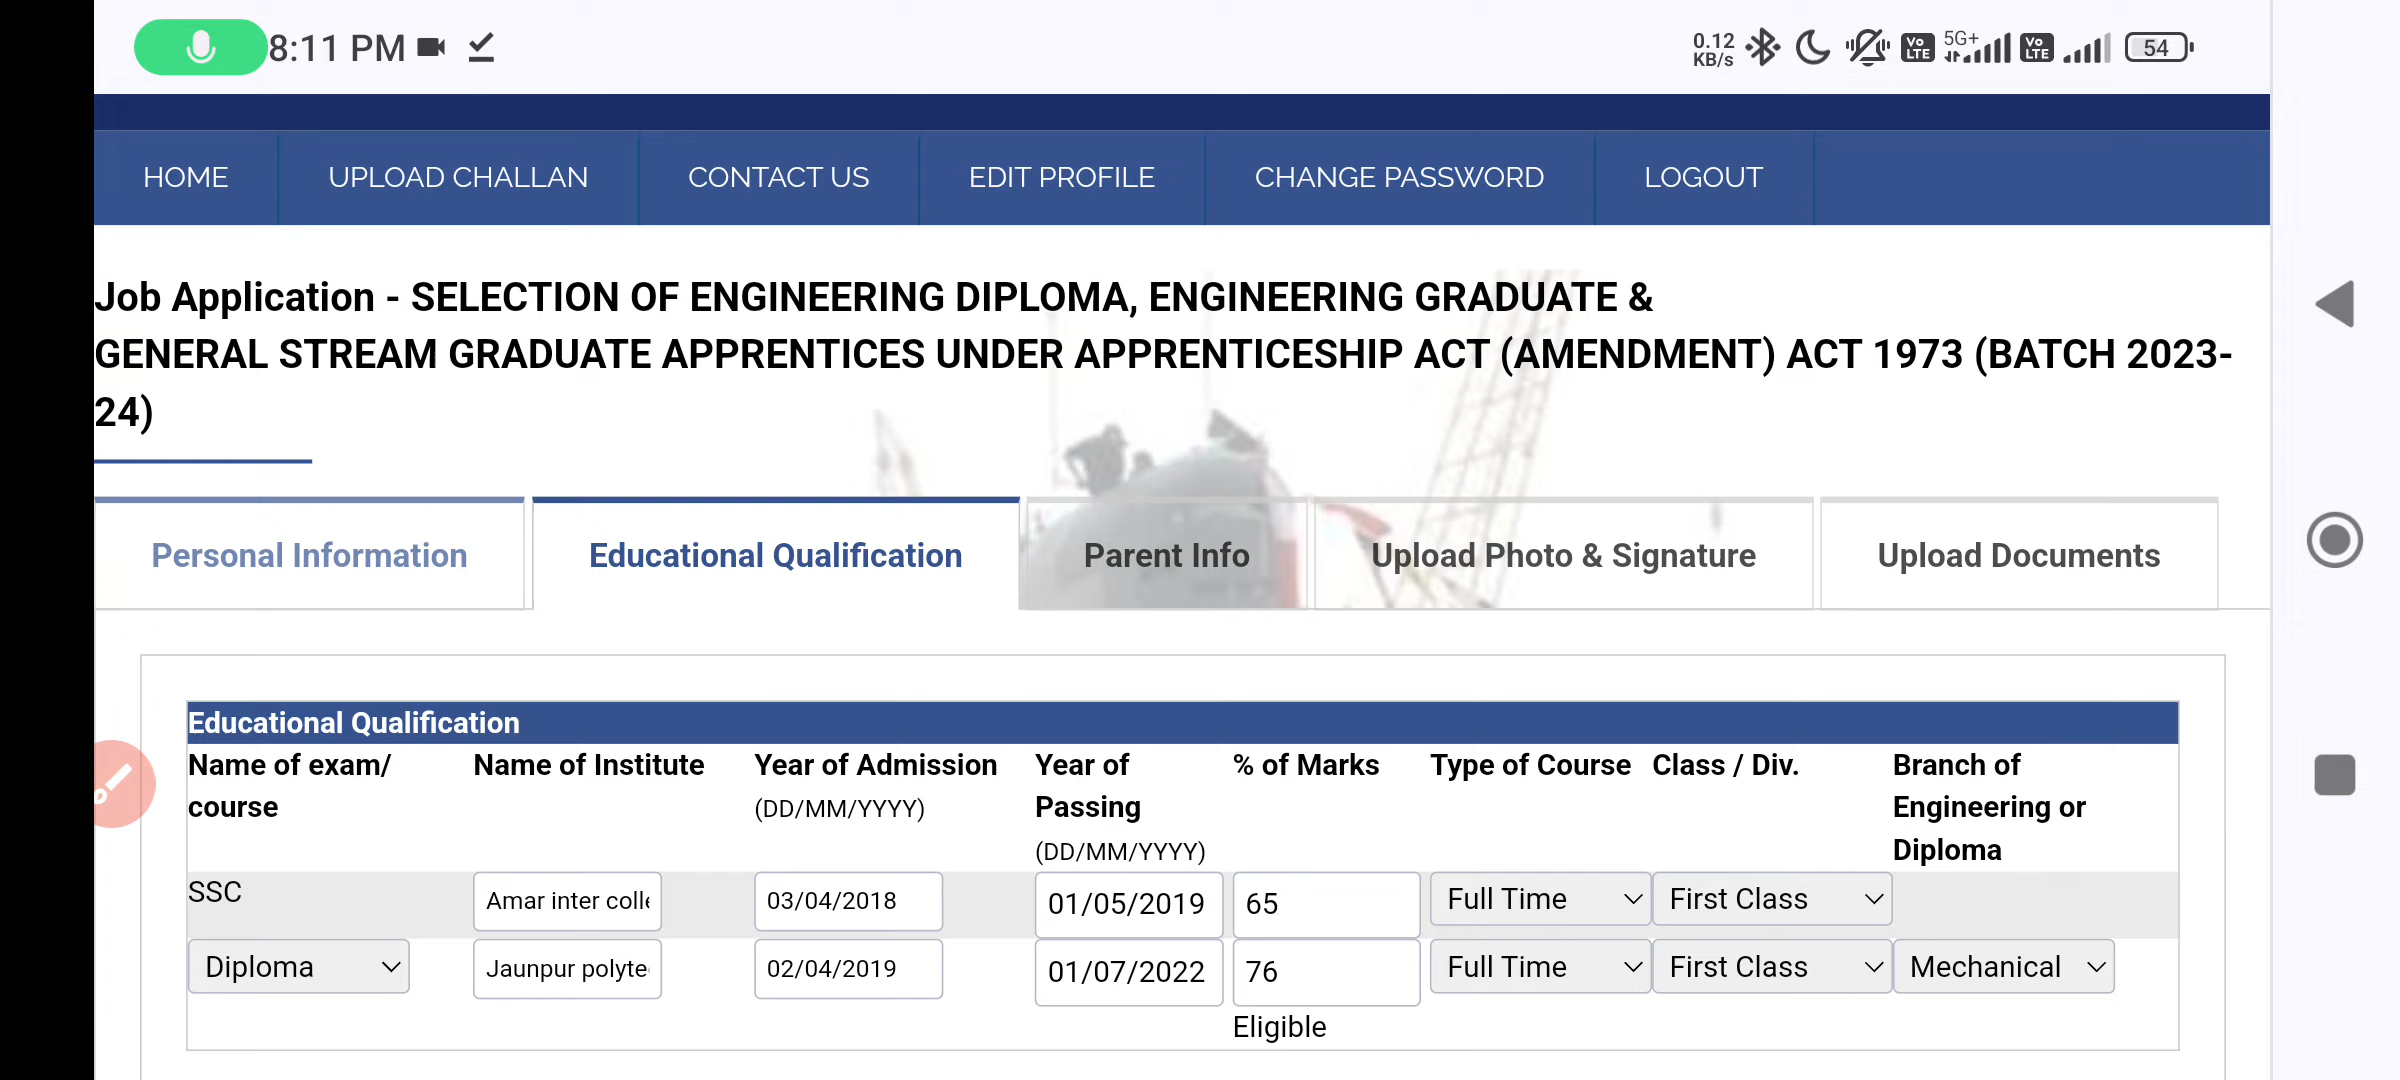 8:11 PM
0.12 KB/s
Vo LTE
5G+
Vo LTE
54
HOME UPLOAD CHALLAN CONTACT US EDIT PROFILE CHANGE PASSWORD LOGOUT
Job Application - SELECTION OF ENGINEERING DIPLOMA, ENGINEERING GRADUATE &
GENERAL STREAM GRADUATE APPRENTICES UNDER APPRENTICESHIP ACT (AMENDMENT) ACT 1973 (BATCH 2023-
24)
Personal Information Educational Qualification Parent Info Upload Photo & Signature Upload Documents
Educational Qualification
Name of exam/ Name of Institute Year of Admission Year of % of Marks Type of Course Class / Div. Branch of
course (DD/MM/YYYY) Passing Engineering or
(DD/MM/YYYY) Diploma
SSC Amar inter colle 03/04/2018 01/05/2019 65 Full Time First Class
Diploma Jaunpur polyte 02/04/2019 01/07/2022 76 Full Time First Class Mechanical
Eligible